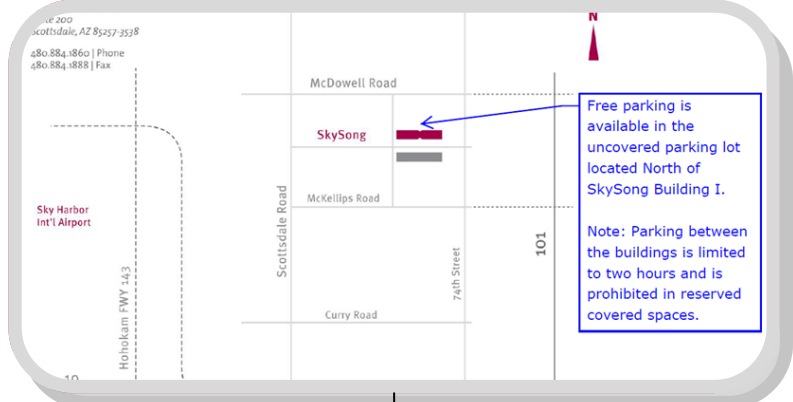 Scottsdale, AZ 85257-3538
480.884.1860 | Phone
480.884.1888 | Fax
N
McDowell Road
SkySong
McKellips Road
Scottsdale Road
74th Street
101
Curry Road
Sky Harbor
Int'l Airport
Hohokam FWY 143
Free parking is
available in the
uncovered parking lot
located North of
SkySong Building I.
Note: Parking between
the buildings is limited
to two hours and is
prohibited in reserved
covered spaces.